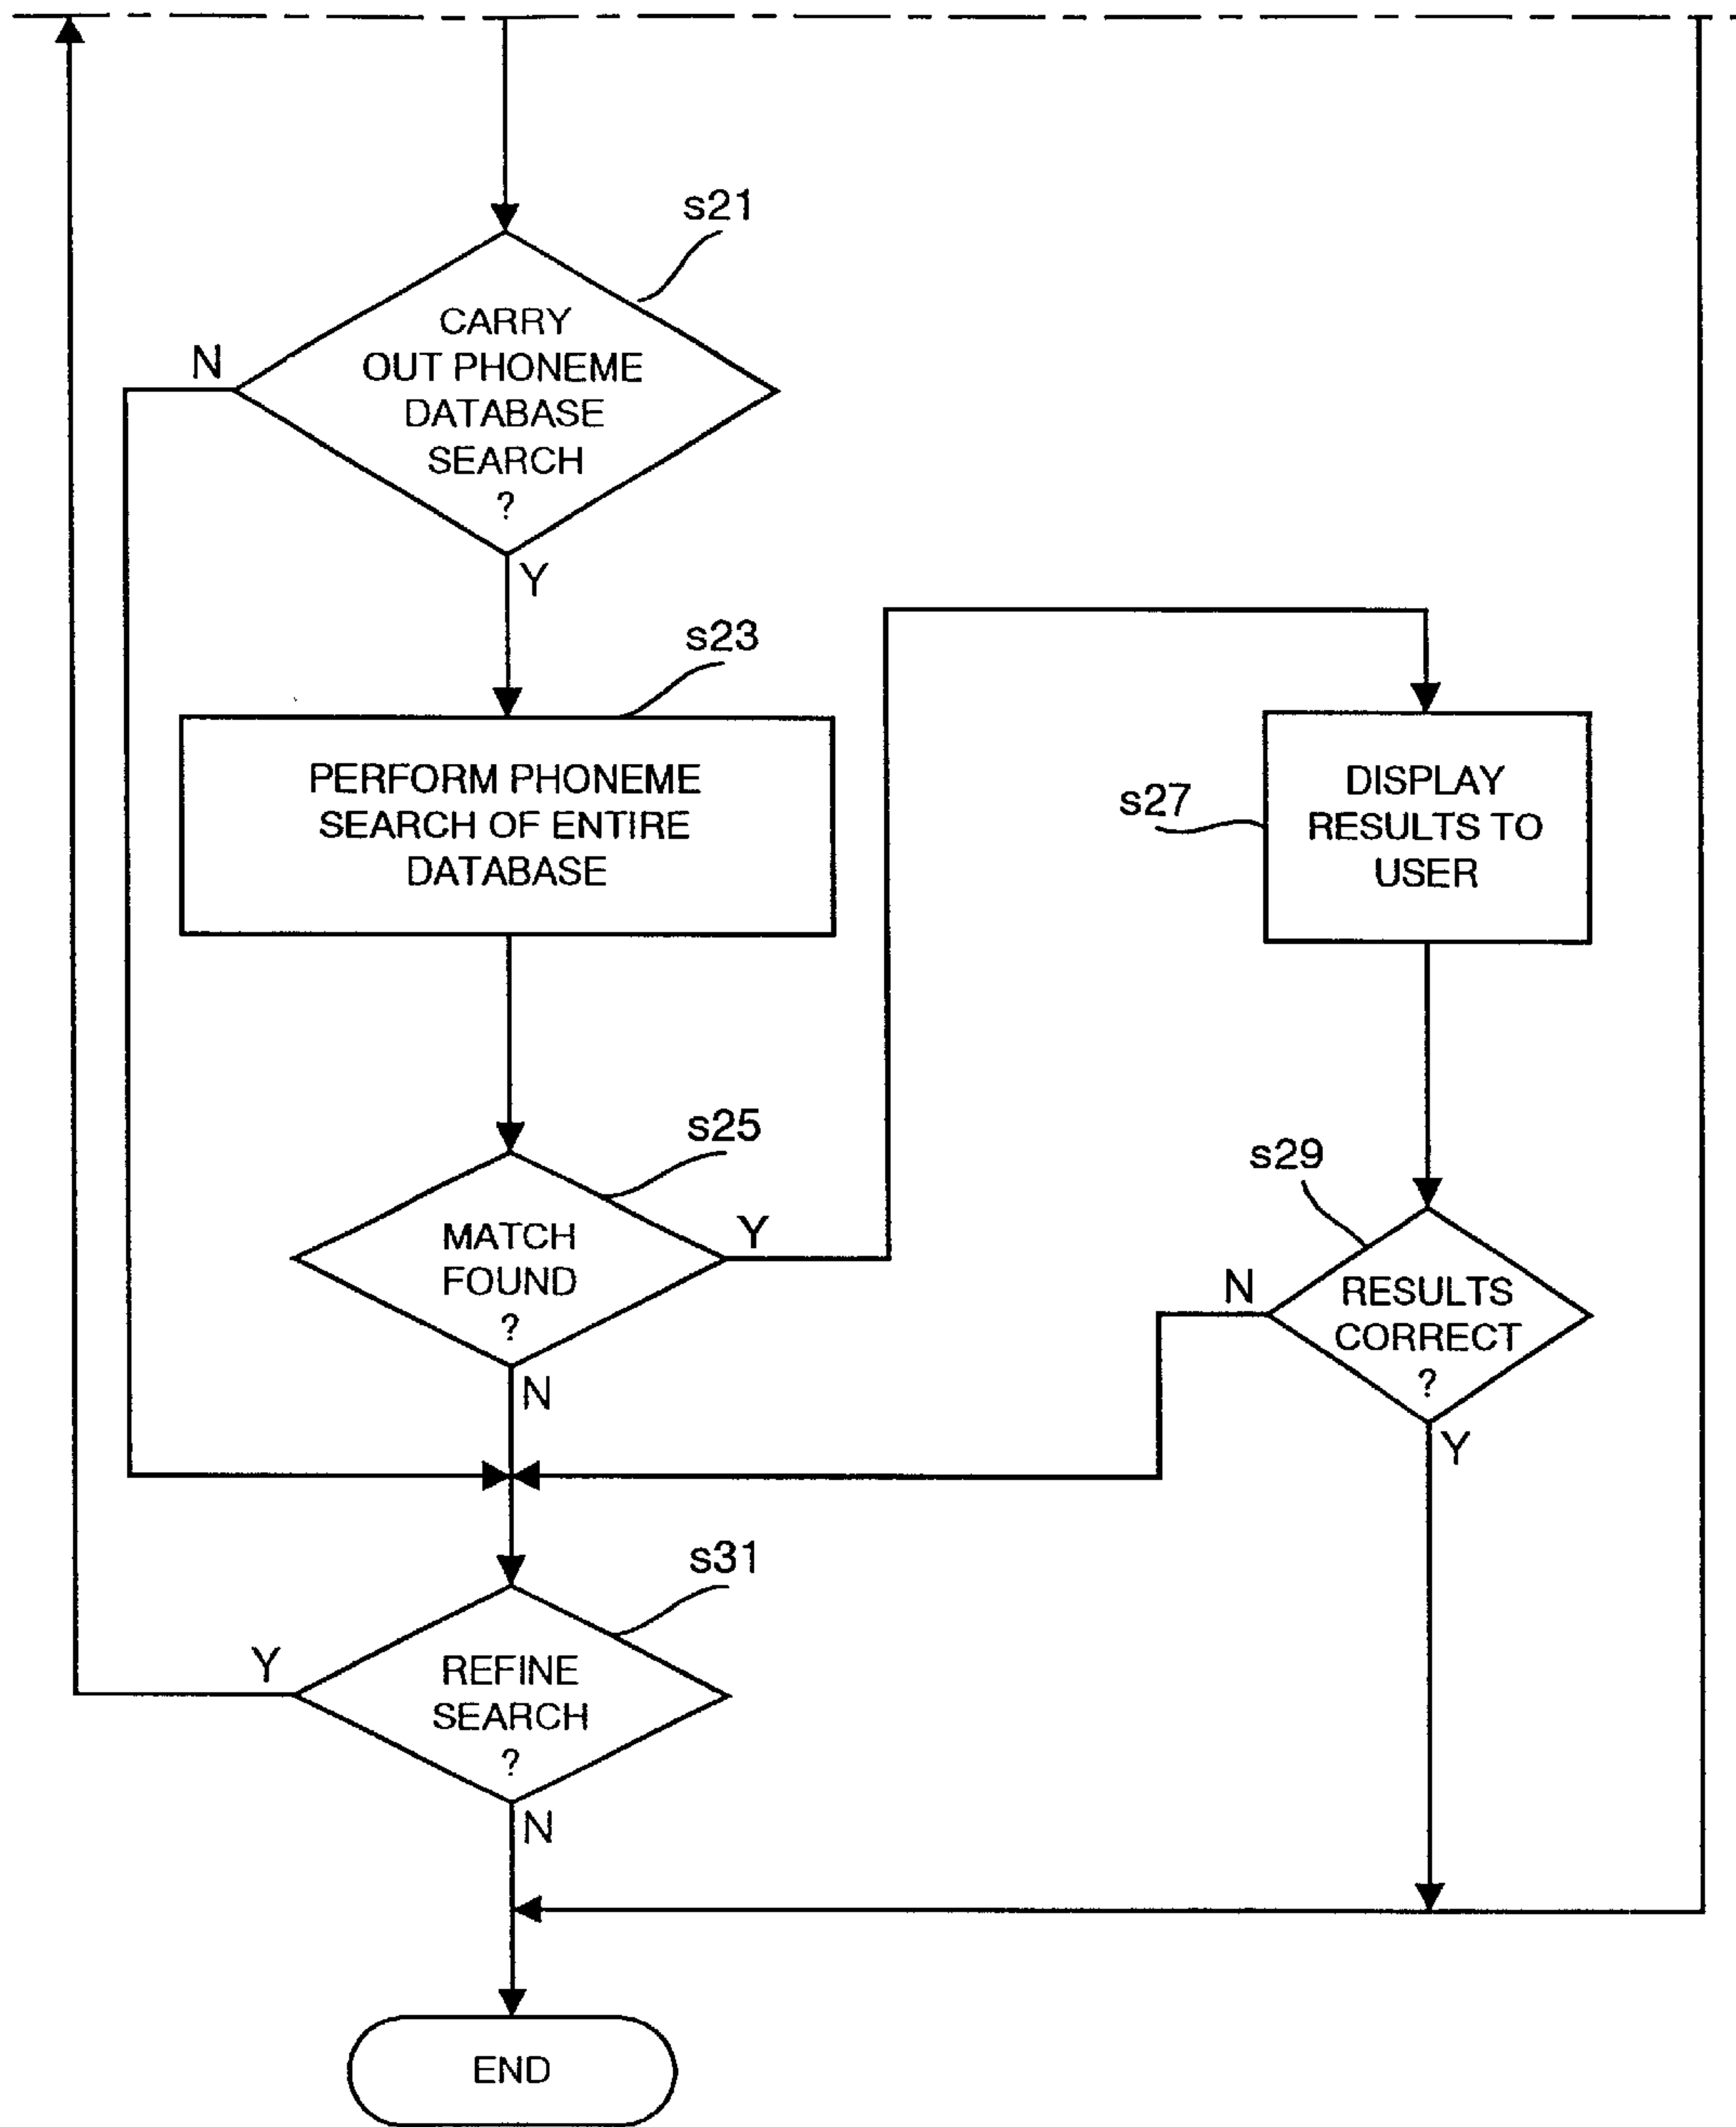 s21
CARRY
OUT PHONEME
DATABASE
SEARCH
?
N
Y
s23
PERFORM PHONEME
SEARCH OF ENTIRE
DATABASE
s27
DISPLAY
RESULTS TO
USER
s25
MATCH
FOUND
?
Y
N
s29
RESULTS
CORRECT
?
N
Y
s31
REFINE
SEARCH
?
Y
N
END